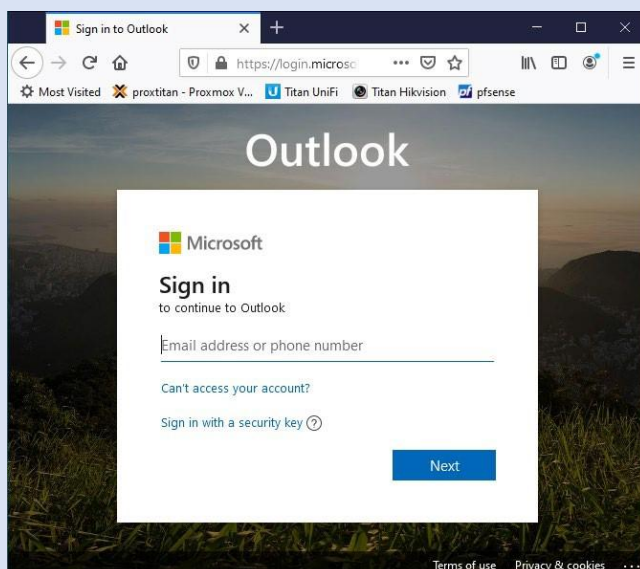 Sign in to Outlook
https://login.microso
Most Visited proxtitan - Proxmox V... Titan UniFi Titan Hikvision pfsense
Outlook
Microsoft
Sign in
to continue to Outlook
Email address or phone number
Can't access your account?
Sign in with a security key
Next
Terms of use Privacy & cookies ...